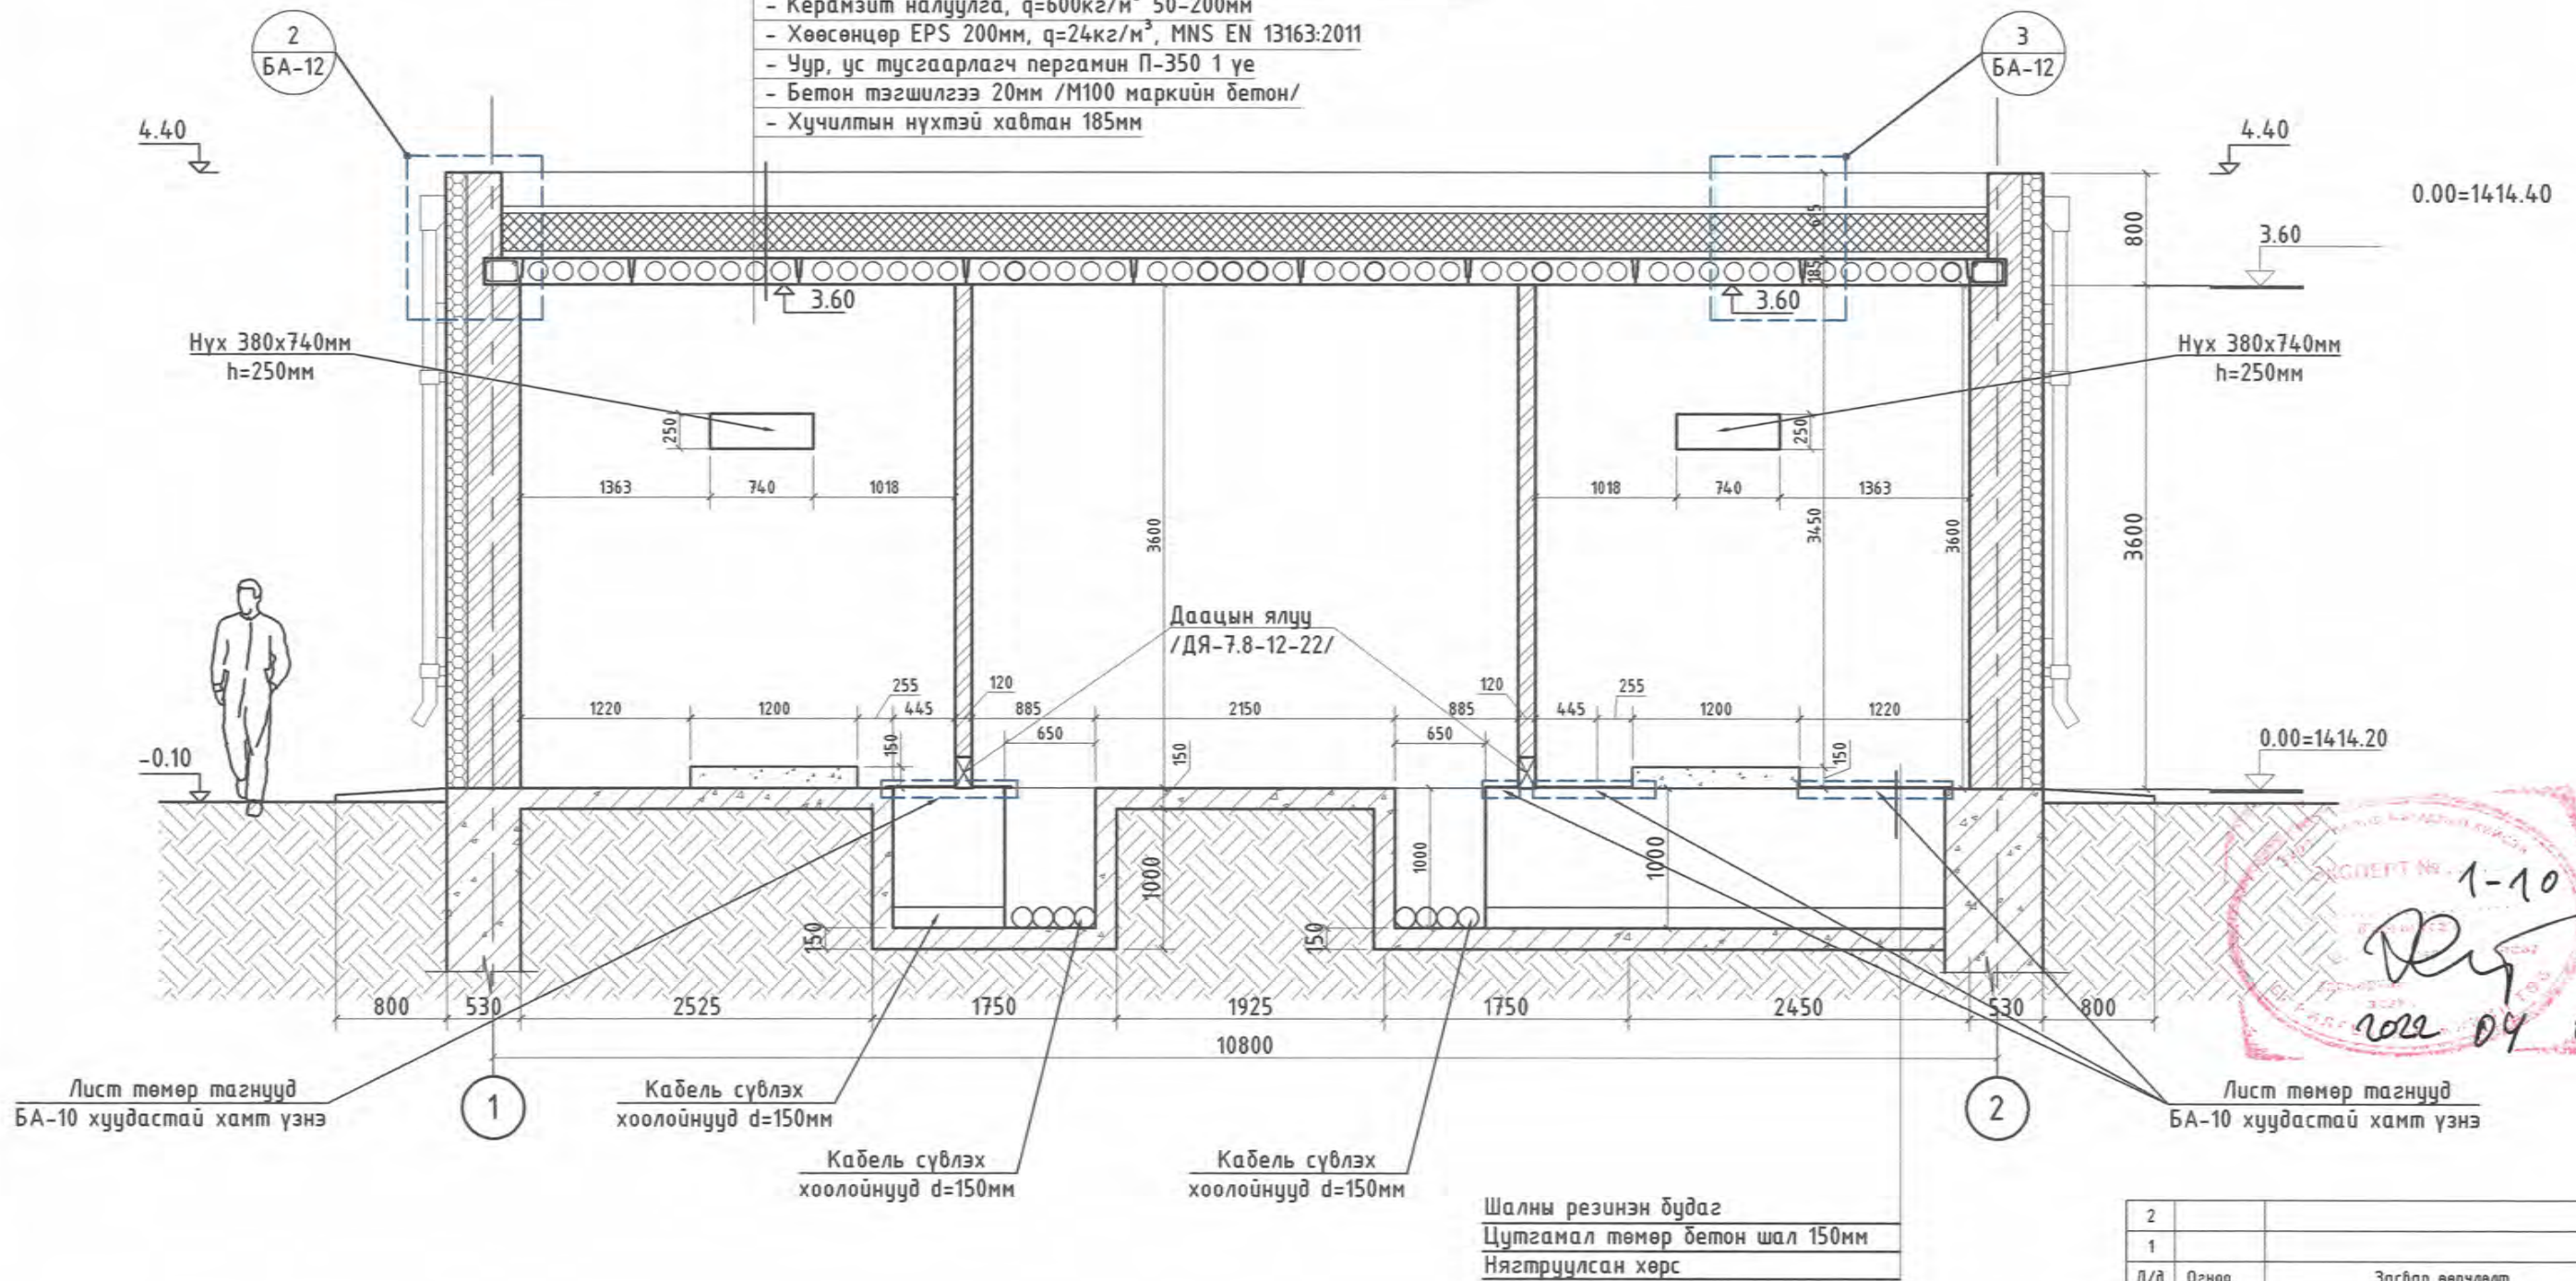 - Керамзит налуулга, q=600кг/м³ 50-200мм
- Хөөсөнцөр EPS 200мм, q=24кг/м³, MNS EN 13163:2011
- Уур, ус тусгаарлагч пергамин П-350 1 үе
- Бетон тэгшилгээ 20мм /М100 маркийн бетон/
- Хучилтын нүхтэй хавтан 185мм
2
БА-12
3
БА-12
4.40
4.40
0.00=1414.40
615
800
3.60
185
3.60
3.60
Нүх 380х740мм
h=250мм
Нүх 380х740мм
h=250мм
250
250
1363
740
1018
1018
740
1363
3600
3450
3600
3600
Даацын ялуу
/ДЯ-7.8-12-22/
255
120
120
255
1220
1200
445
885
2150
885
445
1200
1220
650
650
150
150
150
-0.10
0.00=1414.20
1000
1000
1000
150
150
ЭКСПЕРТ №
1-10
2022 04
800
530
2525
1750
1925
1750
2450
530
800
10800
1
2
Лист төмөр тагнууд
БА-10 хуудастай хамт үзнэ
Кабель сүвлэх
хоолойнууд d=150мм
Кабель сүвлэх
хоолойнууд d=150мм
Кабель сүвлэх
хоолойнууд d=150мм
Лист төмөр тагнууд
БА-10 хуудастай хамт үзнэ
Шалны резинэн будаг
Цутгамал төмөр бетон шал 150мм
Нягтруулсан хөрс
2
1
Д/д Огноо Загвар өөрчлөлт